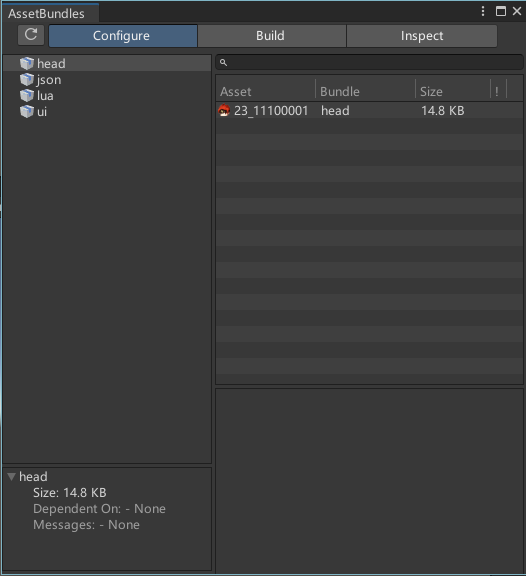 AssetBundles
Configure Build Inspect
head
json
lua
ui
Asset Bundle Size !
23_11100001 head 14.8 KB
head
Size: 14.8 KB
Dependent On: - None
Messages: - None